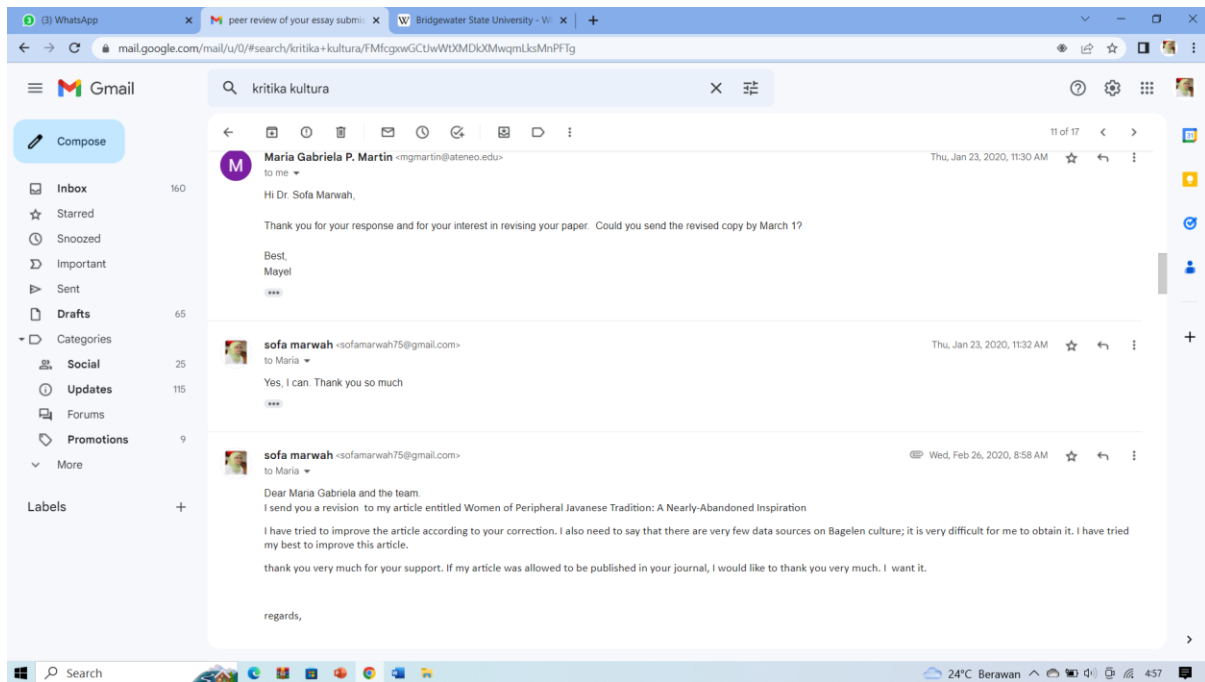 (3) WhatsApp
peer review of your essay submis
Bridgewater State University - Wi
mail.google.com/mail/u/0/#search/kritika+kultura/FMfcgxwGCtJwWtXMDkXMwqmLksMnPFTg
Gmail
kritika kultura
Compose
11 of 17
31
Inbox 160
Starred
Snoozed
Important
Sent
Drafts 65
Categories
Social 25
Updates 115
Forums
Promotions 9
More
Labels
M
Maria Gabriela P. Martin <mgmartin@ateneo.edu>
Thu, Jan 23, 2020, 11:30 AM
to me
Hi Dr. Sofa Marwah,
Thank you for your response and for your interest in revising your paper. Could you send the revised copy by March 1?
Best,
Mayel
sofa marwah <sofamarwah75@gmail.com>
Thu, Jan 23, 2020, 11:32 AM
to Maria
Yes, I can. Thank you so much
sofa marwah <sofamarwah75@gmail.com>
Wed, Feb 26, 2020, 8:58 AM
to Maria
Dear Maria Gabriela and the team.
I send you a revision to my article entitled Women of Peripheral Javanese Tradition: A Nearly-Abandoned Inspiration
I have tried to improve the article according to your correction. I also need to say that there are very few data sources on Bagelen culture; it is very difficult for me to obtain it. I have tried
my best to improve this article.
thank you very much for your support. If my article was allowed to be published in your journal, I would like to thank you very much. I want it.
regards,
Search
24°C Berawan
4:57